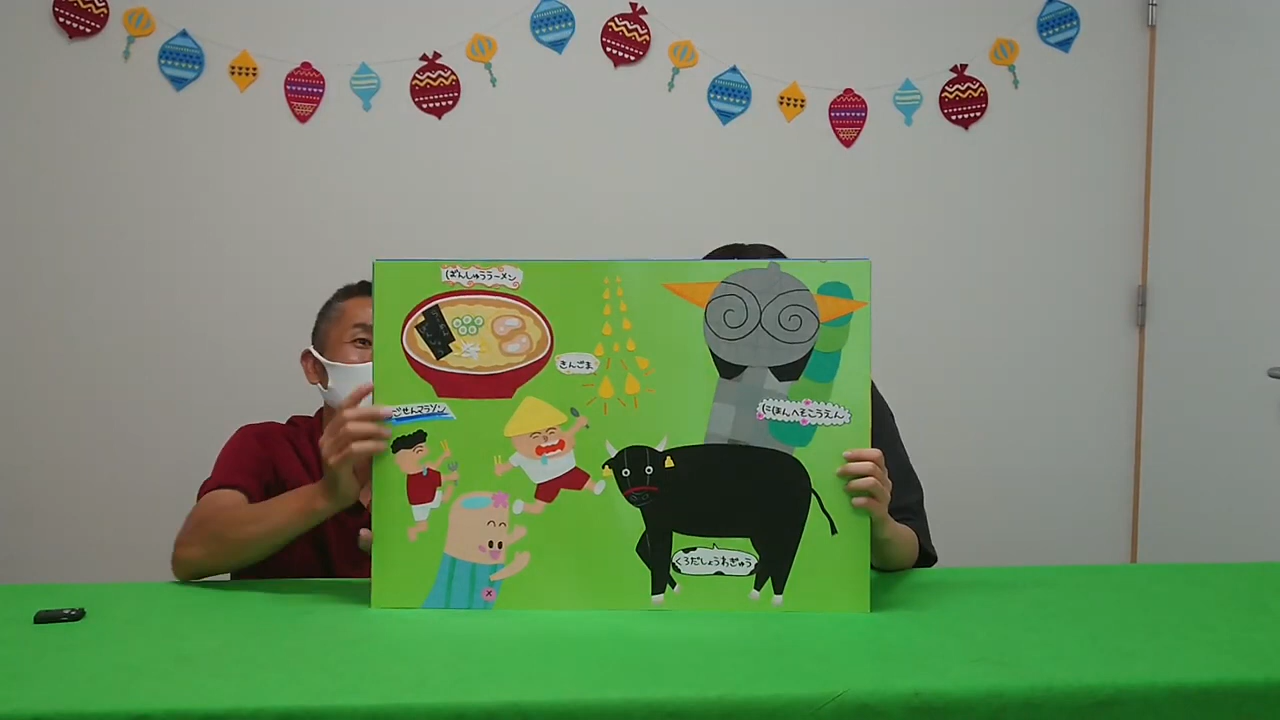 ばんしゅうラーメン
きんごま
ごせんマラソン
にほんへそこうえん
くろだしょうわぎゅう